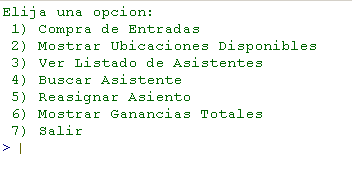 Elija una opcion:
1) Compra de Entradas
2) Mostrar Ubicaciones Disponibles
3) Ver Listado de Asistentes
4) Buscar Asistente
5) Reasignar Asiento
6) Mostrar Ganancias Totales
7) Salir
>